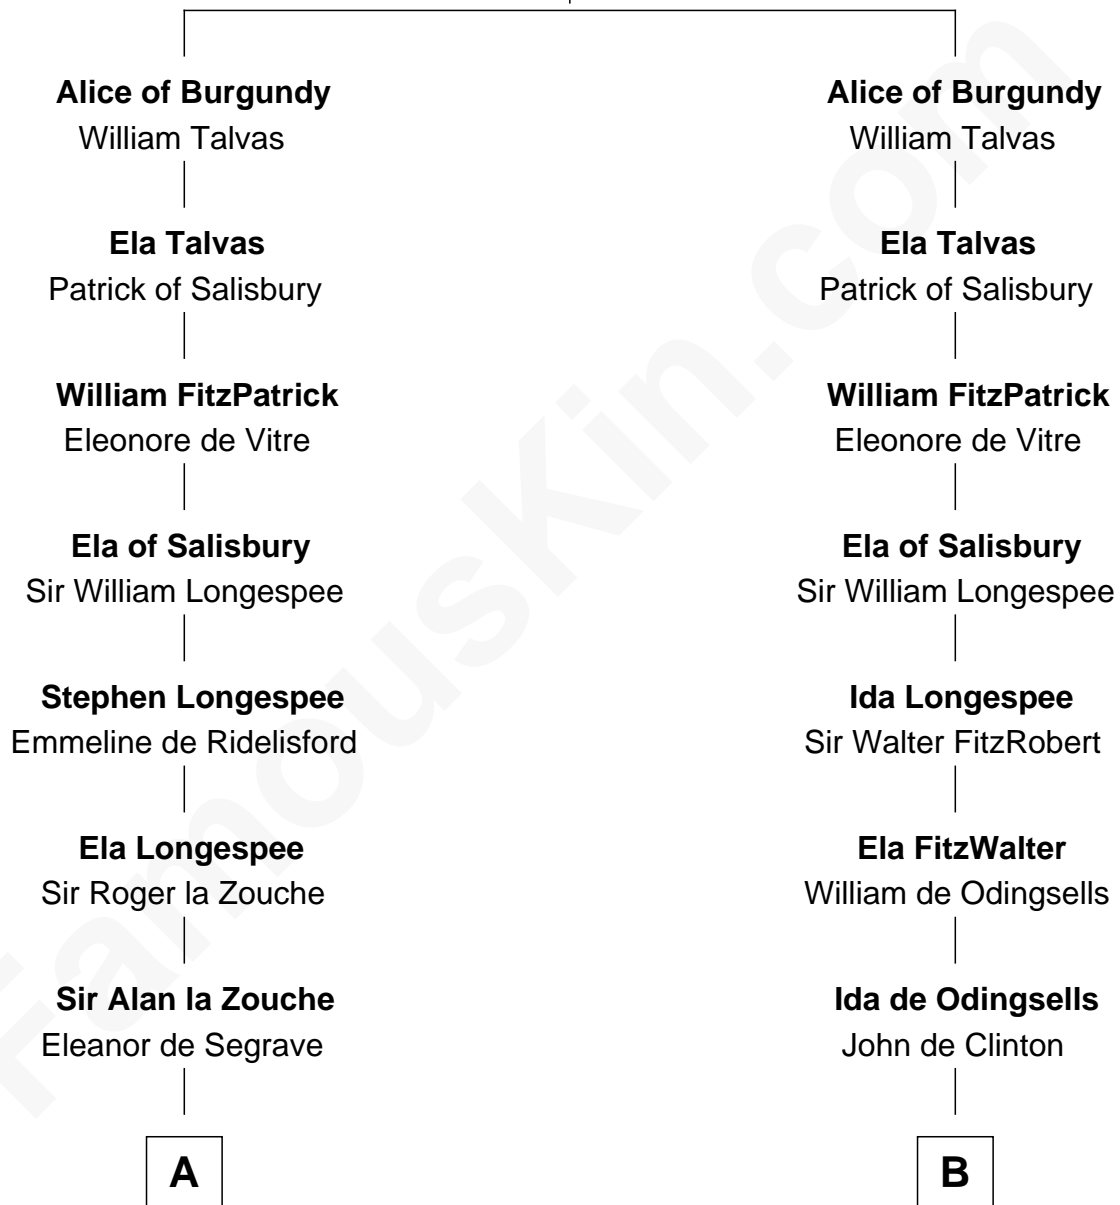 Alice of Burgundy
William Talvas
Ela Talvas
Patrick of Salisbury
William FitzPatrick
Eleonore de Vitre
Ela of Salisbury
Sir William Longespee
Stephen Longespee
Emmeline de Ridelisford
Ela Longespee
Sir Roger la Zouche
Sir Alan la Zouche
Eleanor de Segrave
A
Alice of Burgundy
William Talvas
Ela Talvas
Patrick of Salisbury
William FitzPatrick
Eleonore de Vitre
Ela of Salisbury
Sir William Longespee
Ida Longespee
Sir Walter FitzRobert
Ela FitzWalter
William de Odingsells
Ida de Odingsells
John de Clinton
B
FamousKin.com